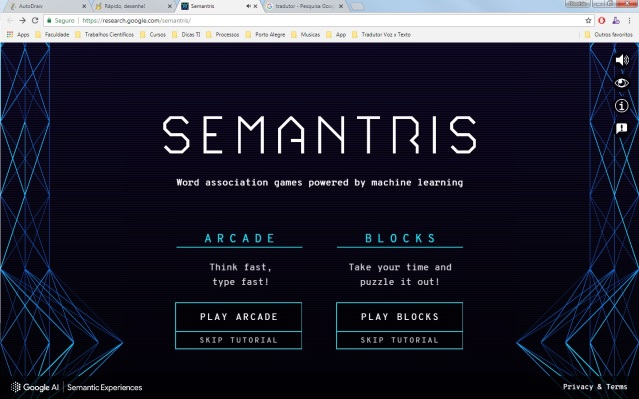 AutoDraw
Rápido, desenha!
Semantris
tradutor - Pesquisa Goo
Seguro
https://research.google.com/semantris/
Apps
Faculdade
Trabalhos Científicos
Cursos
Dicas TI
Processos
Porto Alegre
Musicas
App
Tradutor Voz x Texto
Outros favoritos
SEMANTRIS
Word association games powered by machine learning
ARCADE
BLOCKS
Think fast,
type fast!
Take your time and
puzzle it out!
PLAY ARCADE
SKIP TUTORIAL
PLAY BLOCKS
SKIP TUTORIAL
Google AI
Semantic Experiences
Privacy & Terms